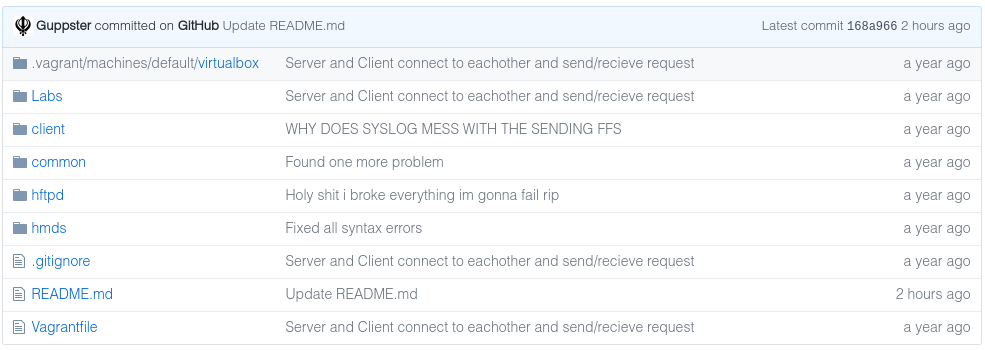 Guppster committed on GitHub Update README.md Latest commit 168a966 2 hours ago
.vagrant/machines/default/virtualbox Server and Client connect to eachother and send/recieve request a year ago
Labs Server and Client connect to eachother and send/recieve request a year ago
client WHY DOES SYSLOG MESS WITH THE SENDING FFS a year ago
common Found one more problem a year ago
hftpd Holy shit i broke everything im gonna fail rip a year ago
hmds Fixed all syntax errors a year ago
.gitignore Server and Client connect to eachother and send/recieve request a year ago
README.md Update README.md 2 hours ago
Vagrantfile Server and Client connect to eachother and send/recieve request a year ago